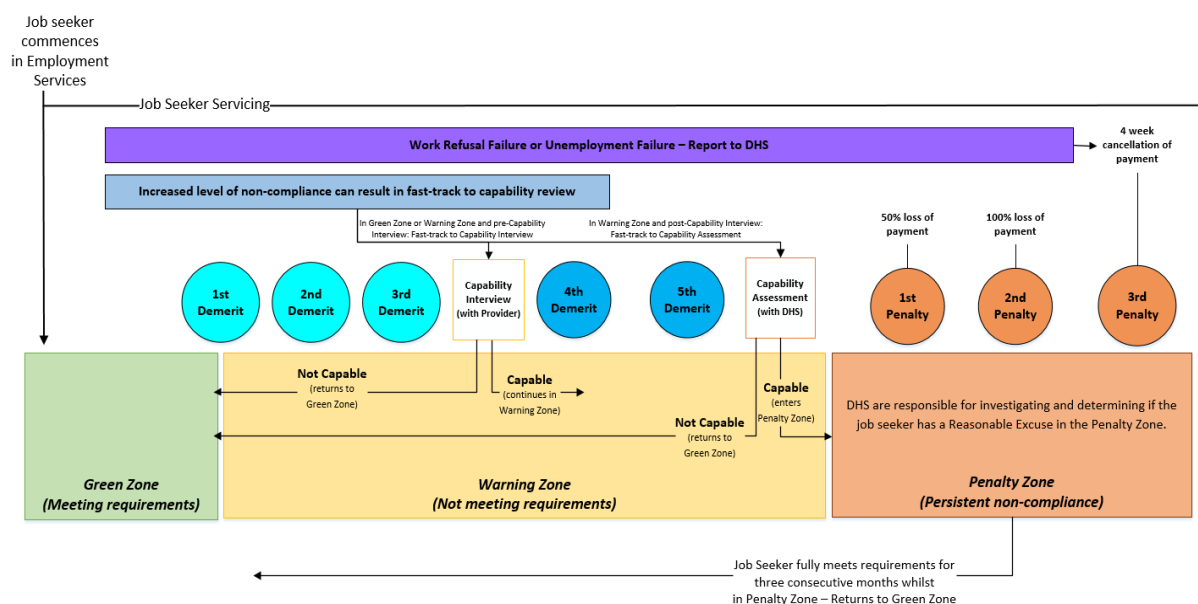 Job seeker
commences
in Employment
Services
Job Seeker Servicing
Work Refusal Failure or Unemployment Failure – Report to DHS
4 week
cancellation of
payment
Increased level of non-compliance can result in fast-track to capability review
In Green Zone or Warning Zone and pre-Capability
Interview: Fast-track to Capability Interview
In Warning Zone and post-Capability Interview:
Fast-track to Capability Assessment
50% loss of
payment
100% loss of
payment
1st
Demerit
2nd
Demerit
3rd
Demerit
Capability
Interview
(with Provider)
4th
Demerit
5th
Demerit
Capability
Assessment
(with DHS)
1st
Penalty
2nd
Penalty
3rd
Penalty
Not Capable
(returns to
Green Zone)
Capable
(continues in
Warning Zone)
Capable
(enters
Penalty Zone)
Not Capable
(returns to
Green Zone)
DHS are responsible for investigating and determining if the
job seeker has a Reasonable Excuse in the Penalty Zone.
Green Zone
(Meeting requirements)
Warning Zone
(Not meeting requirements)
Penalty Zone
(Persistent non-compliance)
Job Seeker fully meets requirements for
three consecutive months whilst
in Penalty Zone – Returns to Green Zone